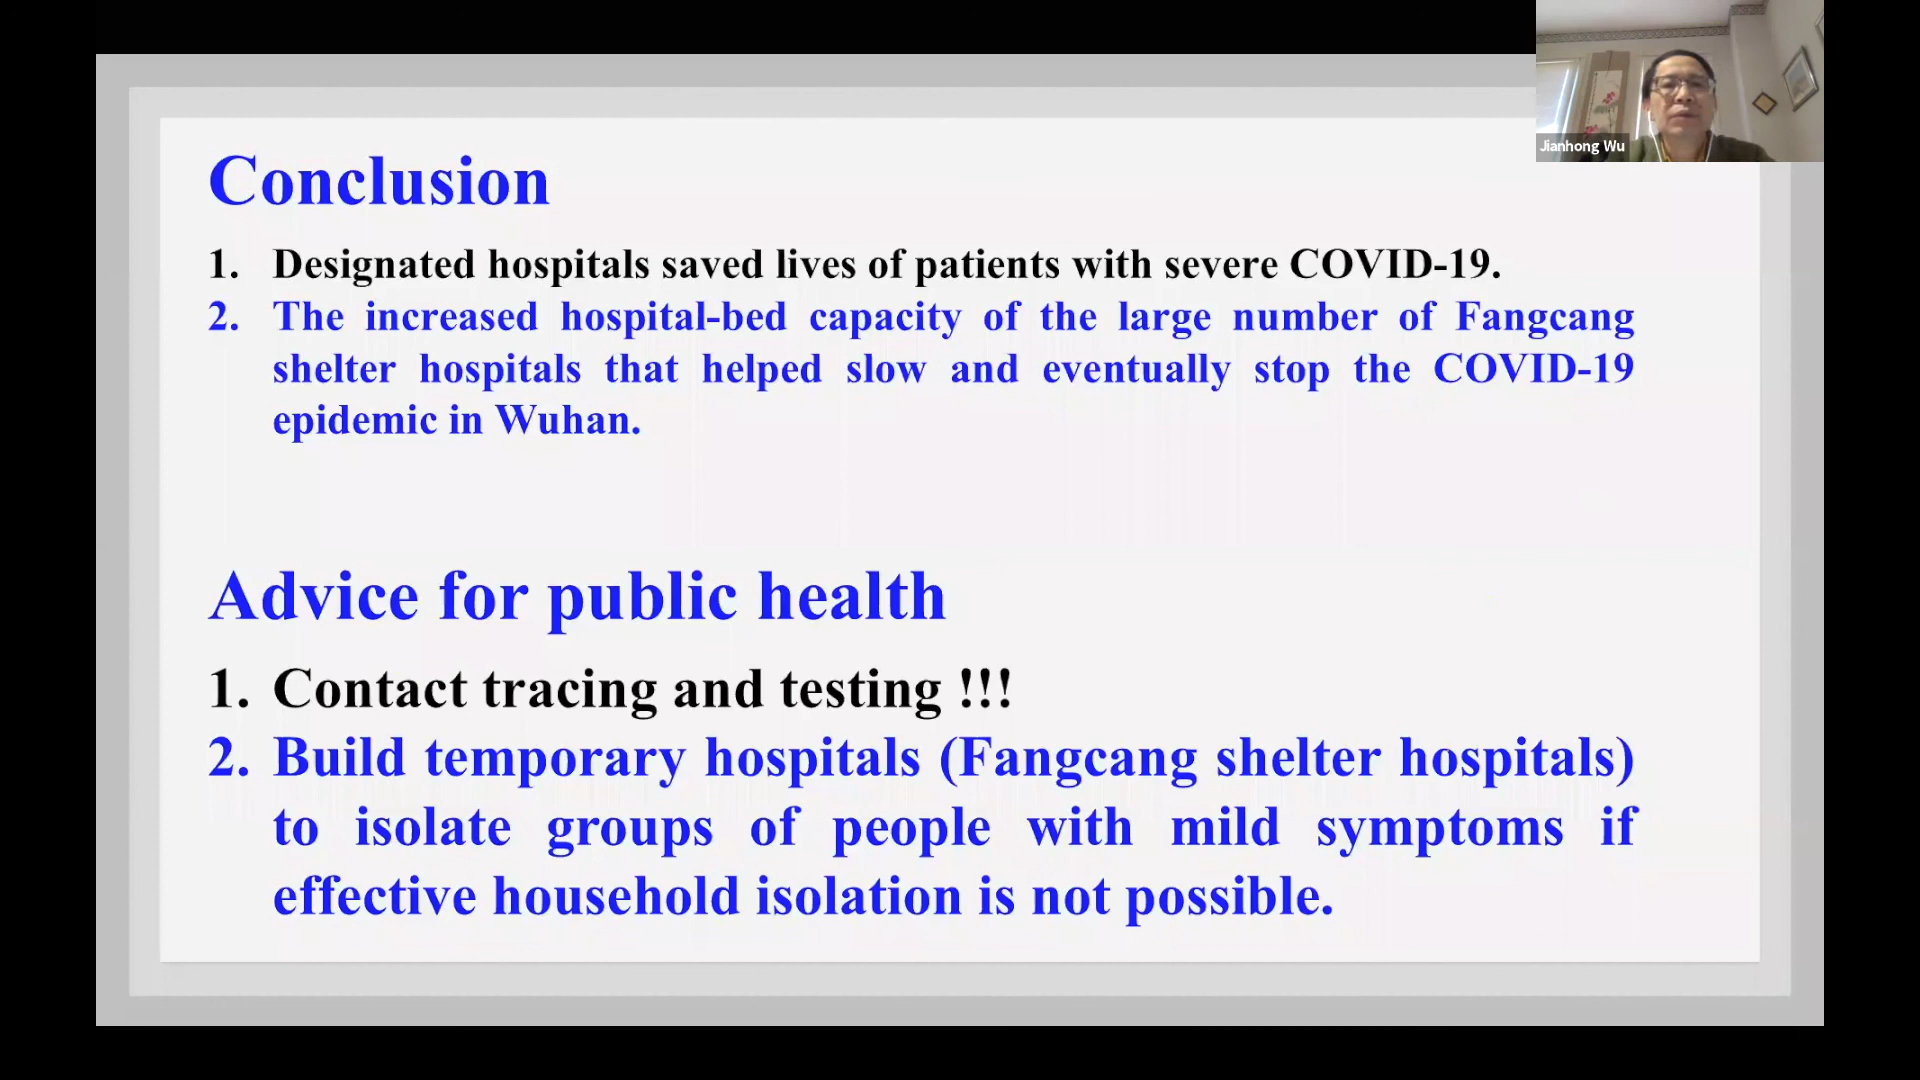 Jianhong Wu
Conclusion
1. Designated hospitals saved lives of patients with severe COVID-19.
2. The increased hospital-bed capacity of the large number of Fangcang
shelter hospitals that helped slow and eventually stop the COVID-19
epidemic in Wuhan.
Advice for public health
1. Contact tracing and testing !!!
2. Build temporary hospitals (Fangcang shelter hospitals)
to isolate groups of people with mild symptoms if
effective household isolation is not possible.